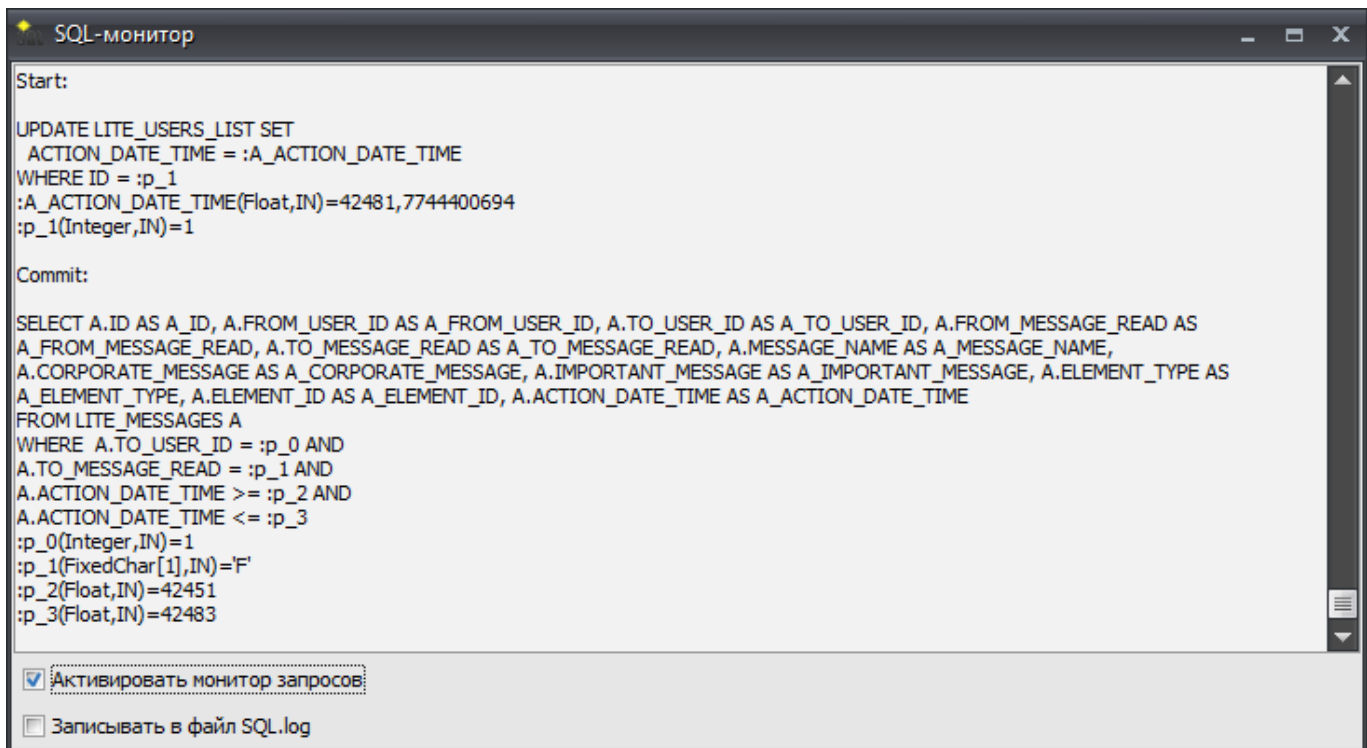 SQL-монитор
Start:
UPDATE LITE_USERS_LIST SET
ACTION_DATE_TIME = :A_ACTION_DATE_TIME
WHERE ID = :p_1
:A_ACTION_DATE_TIME(Float,IN)=42481,7744400694
:p_1(Integer,IN)=1
Commit:
SELECT A.ID AS A_ID, A.FROM_USER_ID AS A_FROM_USER_ID, A.TO_USER_ID AS A_TO_USER_ID, A.FROM_MESSAGE_READ AS
A_FROM_MESSAGE_READ, A.TO_MESSAGE_READ AS A_TO_MESSAGE_READ, A.MESSAGE_NAME AS A_MESSAGE_NAME,
A.CORPORATE_MESSAGE AS A_CORPORATE_MESSAGE, A.IMPORTANT_MESSAGE AS A_IMPORTANT_MESSAGE, A.ELEMENT_TYPE AS
A_ELEMENT_TYPE, A.ELEMENT_ID AS A_ELEMENT_ID, A.ACTION_DATE_TIME AS A_ACTION_DATE_TIME
FROM LITE_MESSAGES A
WHERE  A.TO_USER_ID = :p_0 AND
A.TO_MESSAGE_READ = :p_1 AND
A.ACTION_DATE_TIME >= :p_2 AND
A.ACTION_DATE_TIME <= :p_3
:p_0(Integer,IN)=1
:p_1(FixedChar[1],IN)='F'
:p_2(Float,IN)=42451
:p_3(Float,IN)=42483
Активировать монитор запросов
Записывать в файл SQL.log